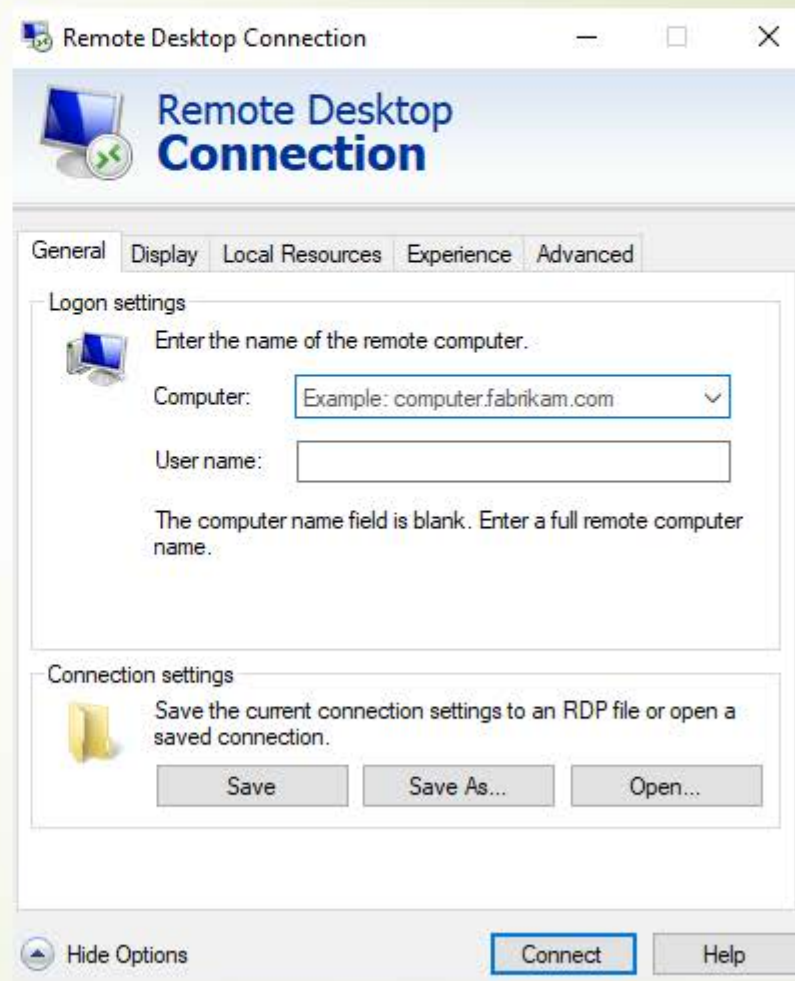 Remote Desktop Connection
Remote Desktop
Connection
General Display Local Resources Experience Advanced
Logon settings
Enter the name of the remote computer.
Computer: Example: computer.fabrikam.com
User name:
The computer name field is blank. Enter a full remote computer
name.
Connection settings
Save the current connection settings to an RDP file or open a
saved connection.
Save Save As... Open...
Hide Options Connect Help